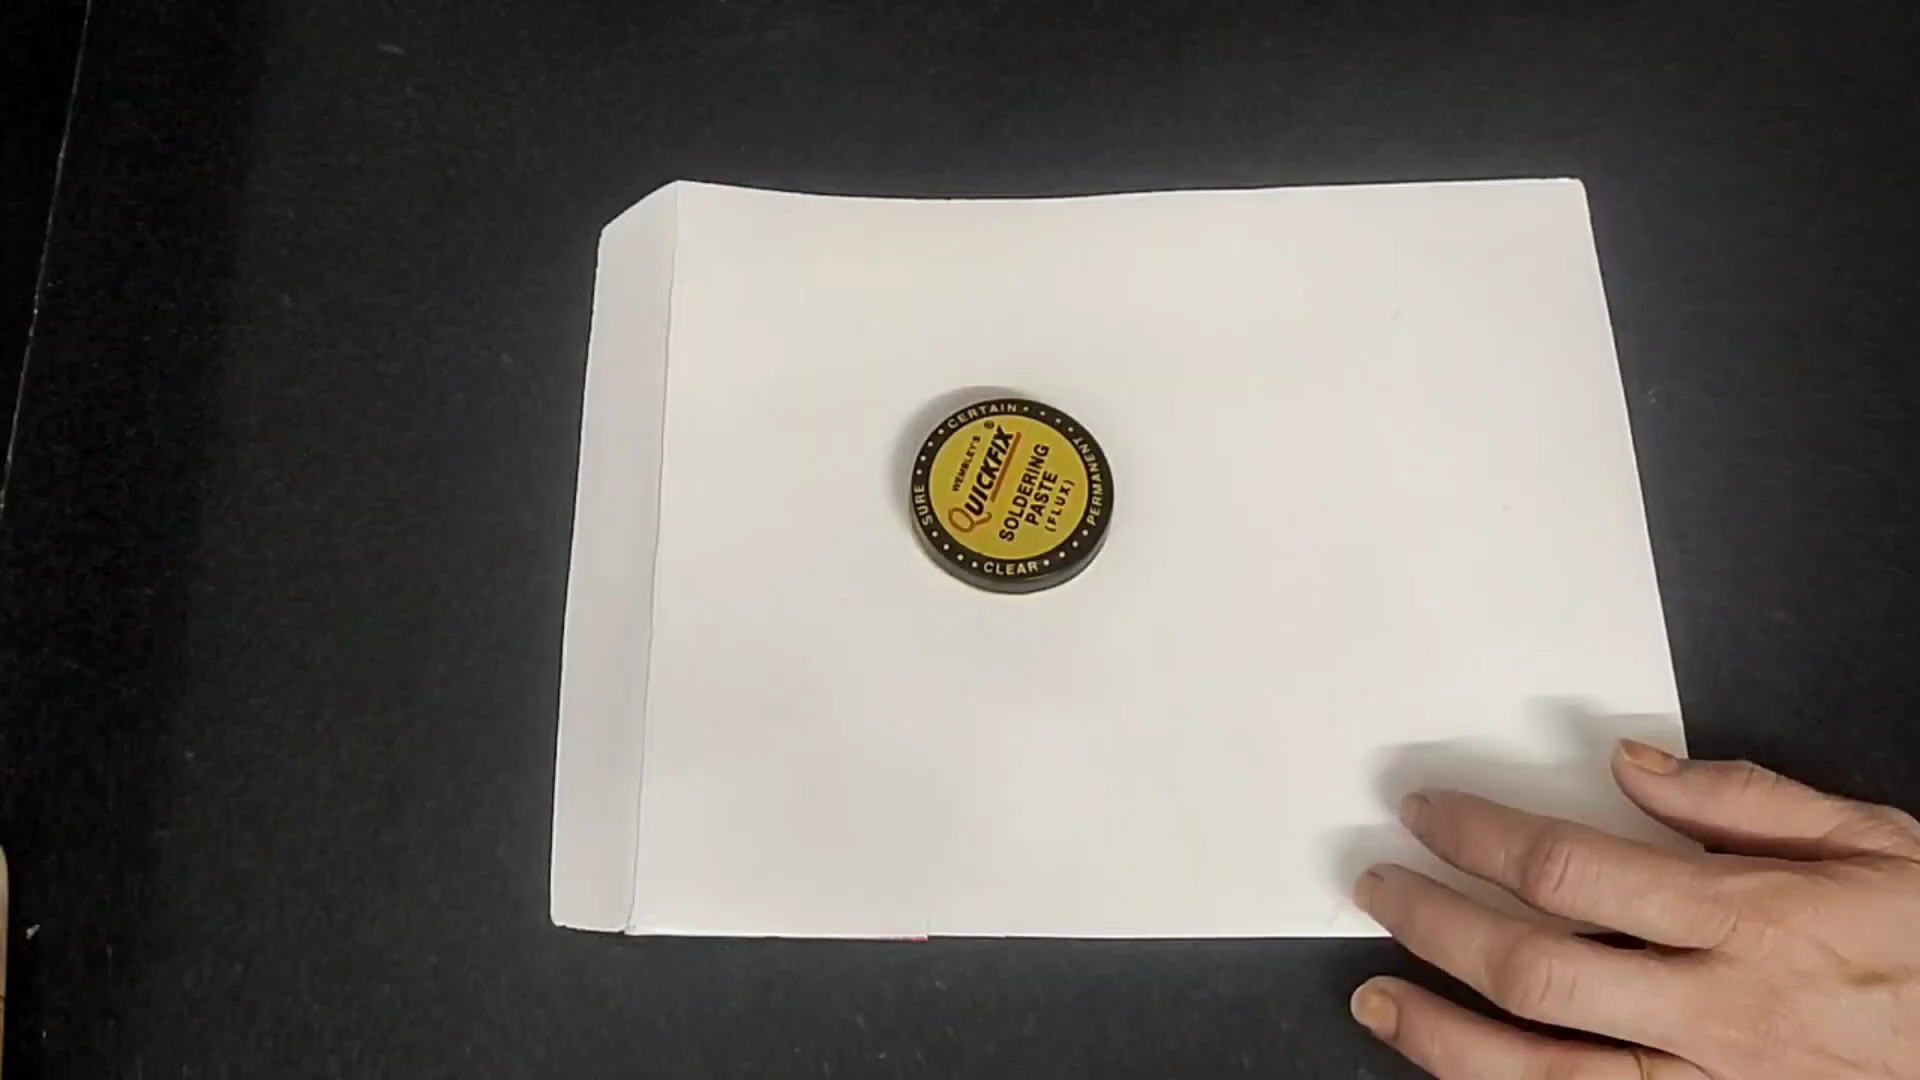 WEMBLEY'S
QUICKFIX®
SOLDERING
PASTE
(FLUX)
SURE
CERTAIN
PERMANENT
CLEAR